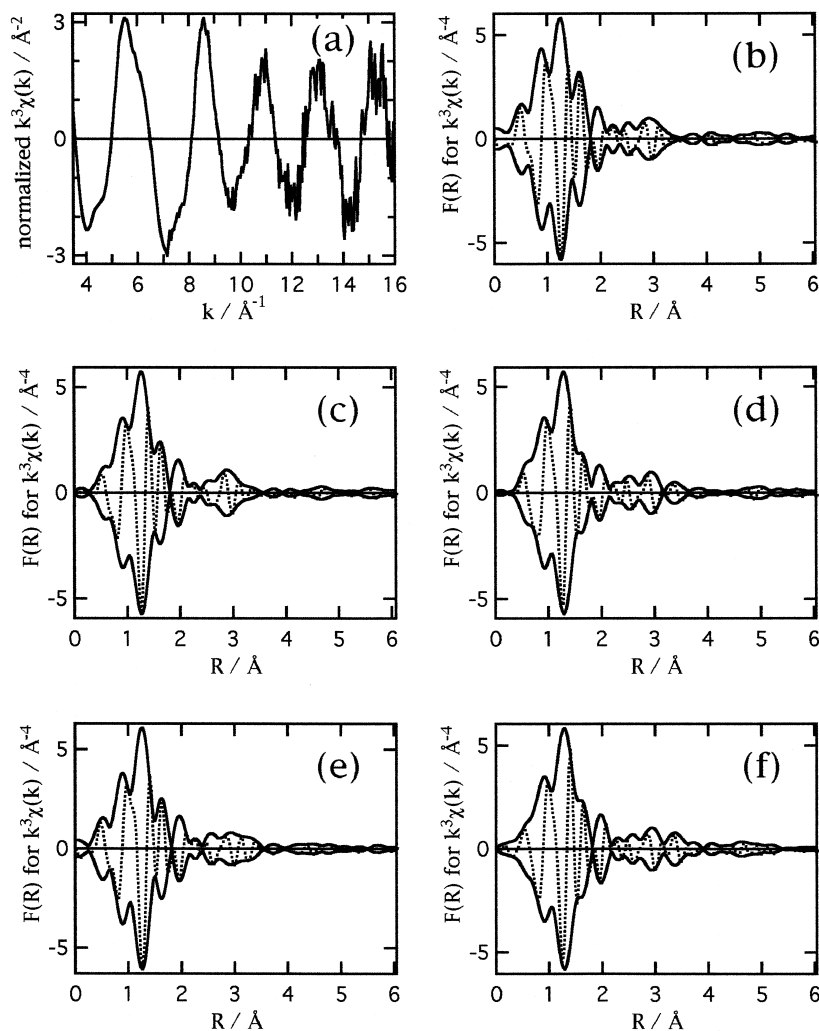 (a)
normalized k³χ(k) / Å⁻²
3
0
-3
4 6 8 10 12 14 16
k / Å⁻¹
(b)
F(R) for k³χ(k) / Å⁻⁴
5
0
-5
0 1 2 3 4 5 6
R / Å
(c)
F(R) for k³χ(k) / Å⁻⁴
5
0
-5
0 1 2 3 4 5 6
R / Å
(d)
F(R) for k³χ(k) / Å⁻⁴
5
0
-5
0 1 2 3 4 5 6
R / Å
(e)
F(R) for k³χ(k) / Å⁻⁴
5
0
-5
0 1 2 3 4 5 6
R / Å
(f)
F(R) for k³χ(k) / Å⁻⁴
5
0
-5
0 1 2 3 4 5 6
R / Å